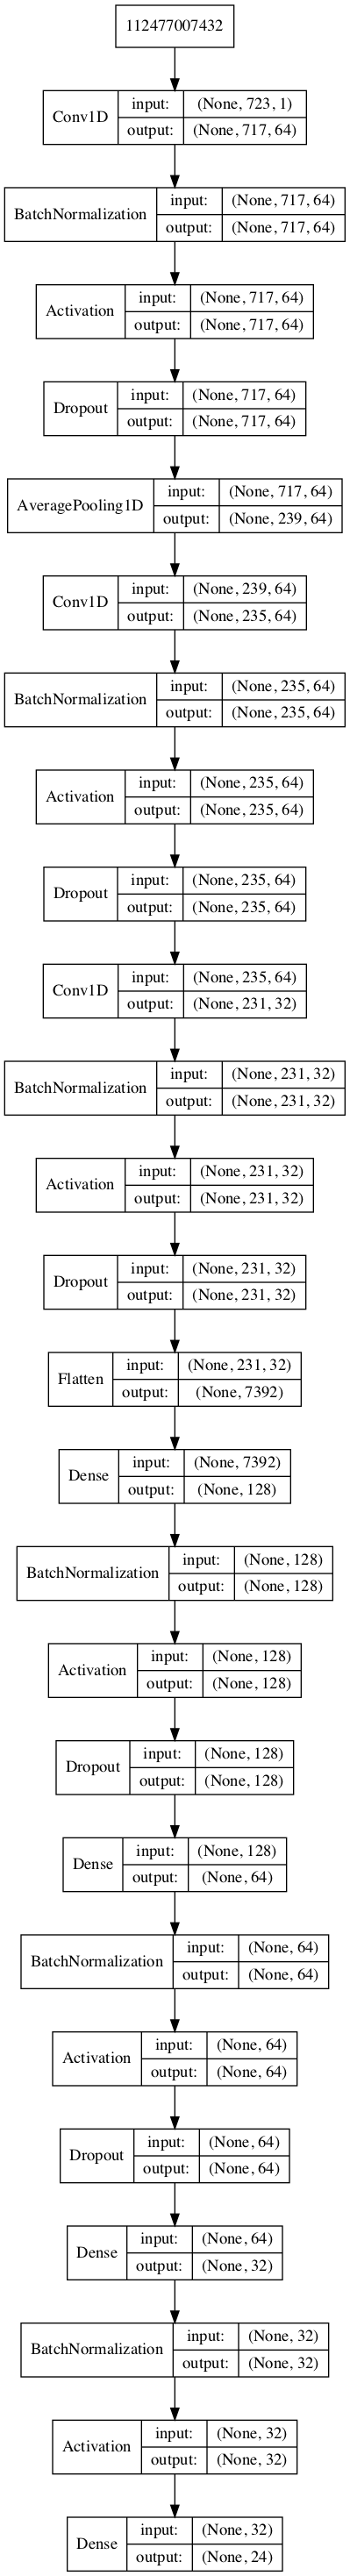 112477007432
Conv1D
input: (None, 723, 1)
output: (None, 717, 64)
BatchNormalization
input: (None, 717, 64)
output: (None, 717, 64)
Activation
input: (None, 717, 64)
output: (None, 717, 64)
Dropout
input: (None, 717, 64)
output: (None, 717, 64)
AveragePooling1D
input: (None, 717, 64)
output: (None, 239, 64)
Conv1D
input: (None, 239, 64)
output: (None, 235, 64)
BatchNormalization
input: (None, 235, 64)
output: (None, 235, 64)
Activation
input: (None, 235, 64)
output: (None, 235, 64)
Dropout
input: (None, 235, 64)
output: (None, 235, 64)
Conv1D
input: (None, 235, 64)
output: (None, 231, 32)
BatchNormalization
input: (None, 231, 32)
output: (None, 231, 32)
Activation
input: (None, 231, 32)
output: (None, 231, 32)
Dropout
input: (None, 231, 32)
output: (None, 231, 32)
Flatten
input: (None, 231, 32)
output: (None, 7392)
Dense
input: (None, 7392)
output: (None, 128)
BatchNormalization
input: (None, 128)
output: (None, 128)
Activation
input: (None, 128)
output: (None, 128)
Dropout
input: (None, 128)
output: (None, 128)
Dense
input: (None, 128)
output: (None, 64)
BatchNormalization
input: (None, 64)
output: (None, 64)
Activation
input: (None, 64)
output: (None, 64)
Dropout
input: (None, 64)
output: (None, 64)
Dense
input: (None, 64)
output: (None, 32)
BatchNormalization
input: (None, 32)
output: (None, 32)
Activation
input: (None, 32)
output: (None, 32)
Dense
input: (None, 32)
output: (None, 24)